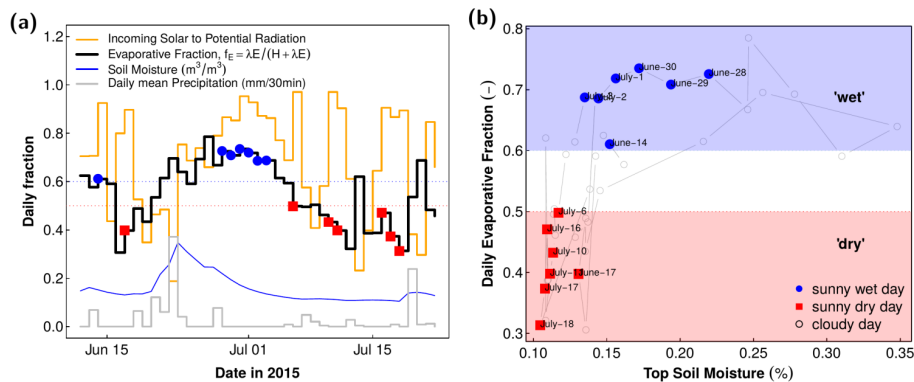 (a)
Incoming Solar to Potential Radiation
Evaporative Fraction, fE = λE/(H + λE)
Soil Moisture (m³/m³)
Daily mean Precipitation (mm/30min)
Daily fraction
1.2
1.0
0.8
0.6
0.4
0.2
0.0
Jun 15
Jul 01
Jul 15
Date in 2015
(b)
Daily Evaporative Fraction (−)
0.8
0.7
0.6
0.5
0.4
0.3
June−30
July−1
June−28
June−29
July−2
'wet'
June−14
July−6
July−16
'dry'
July−10
June−17
July−17
July−18
sunny wet day
sunny dry day
cloudy day
0.10
0.15
0.20
0.25
0.30
0.35
Top Soil Moisture (%)